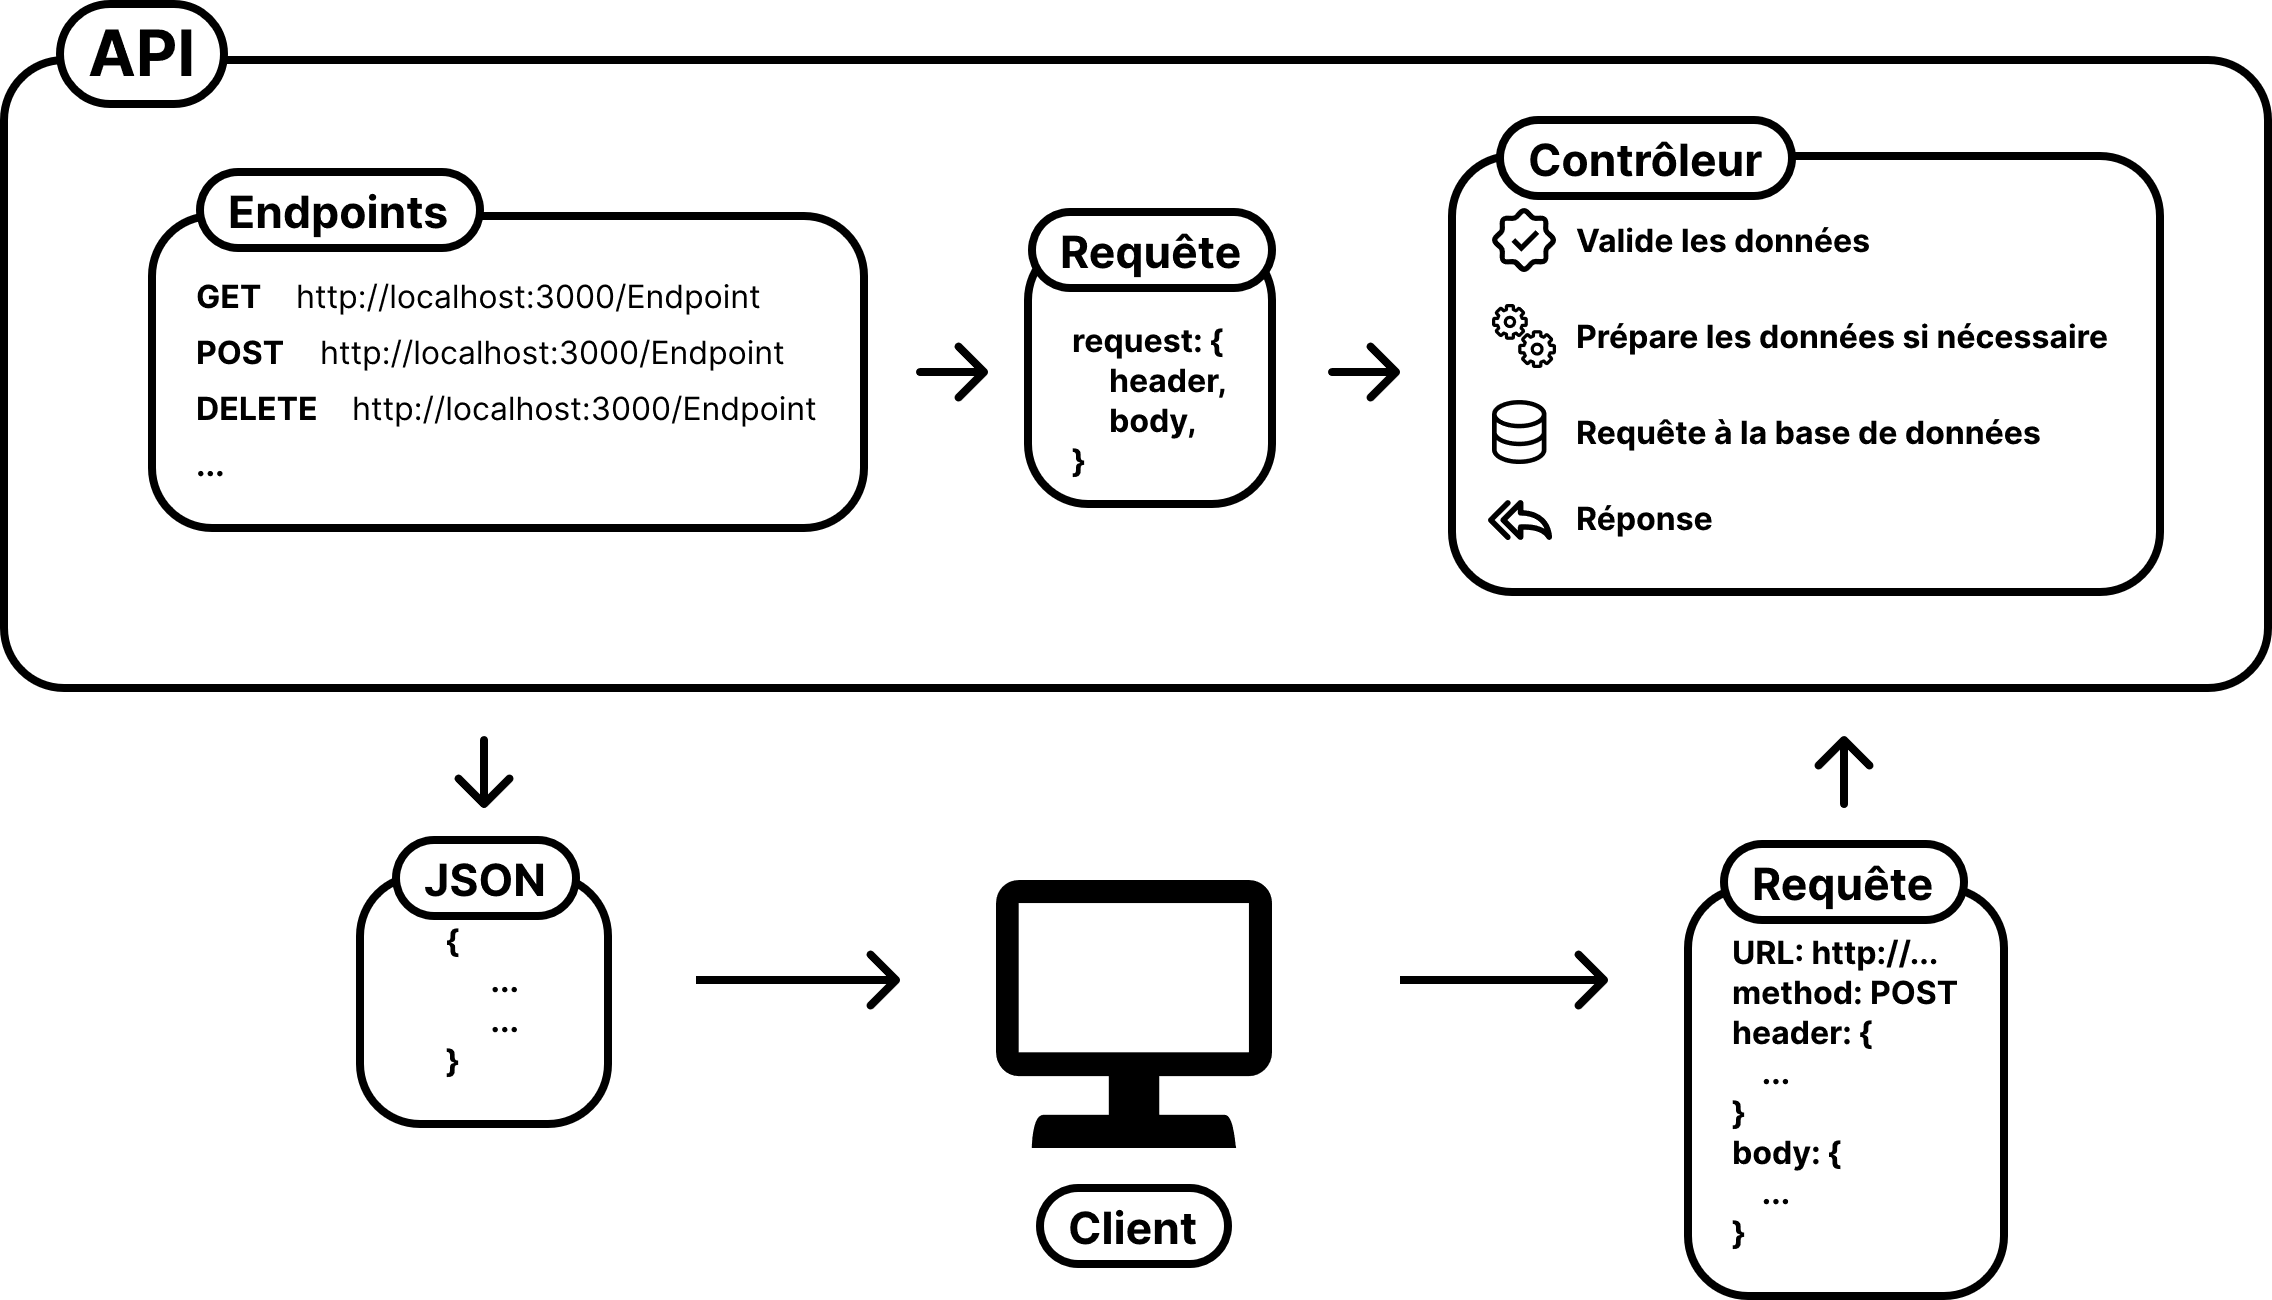 API
Endpoints
GET http://localhost:3000/Endpoint
POST http://localhost:3000/Endpoint
DELETE http://localhost:3000/Endpoint
...
Requête
request: {
header,
body,
}
Contrôleur
Valide les données
Prépare les données si nécessaire
Requête à la base de données
Réponse
JSON
{
...
...
}
Client
Requête
URL: http://...
method: POST
header: {
...
}
body: {
...
}